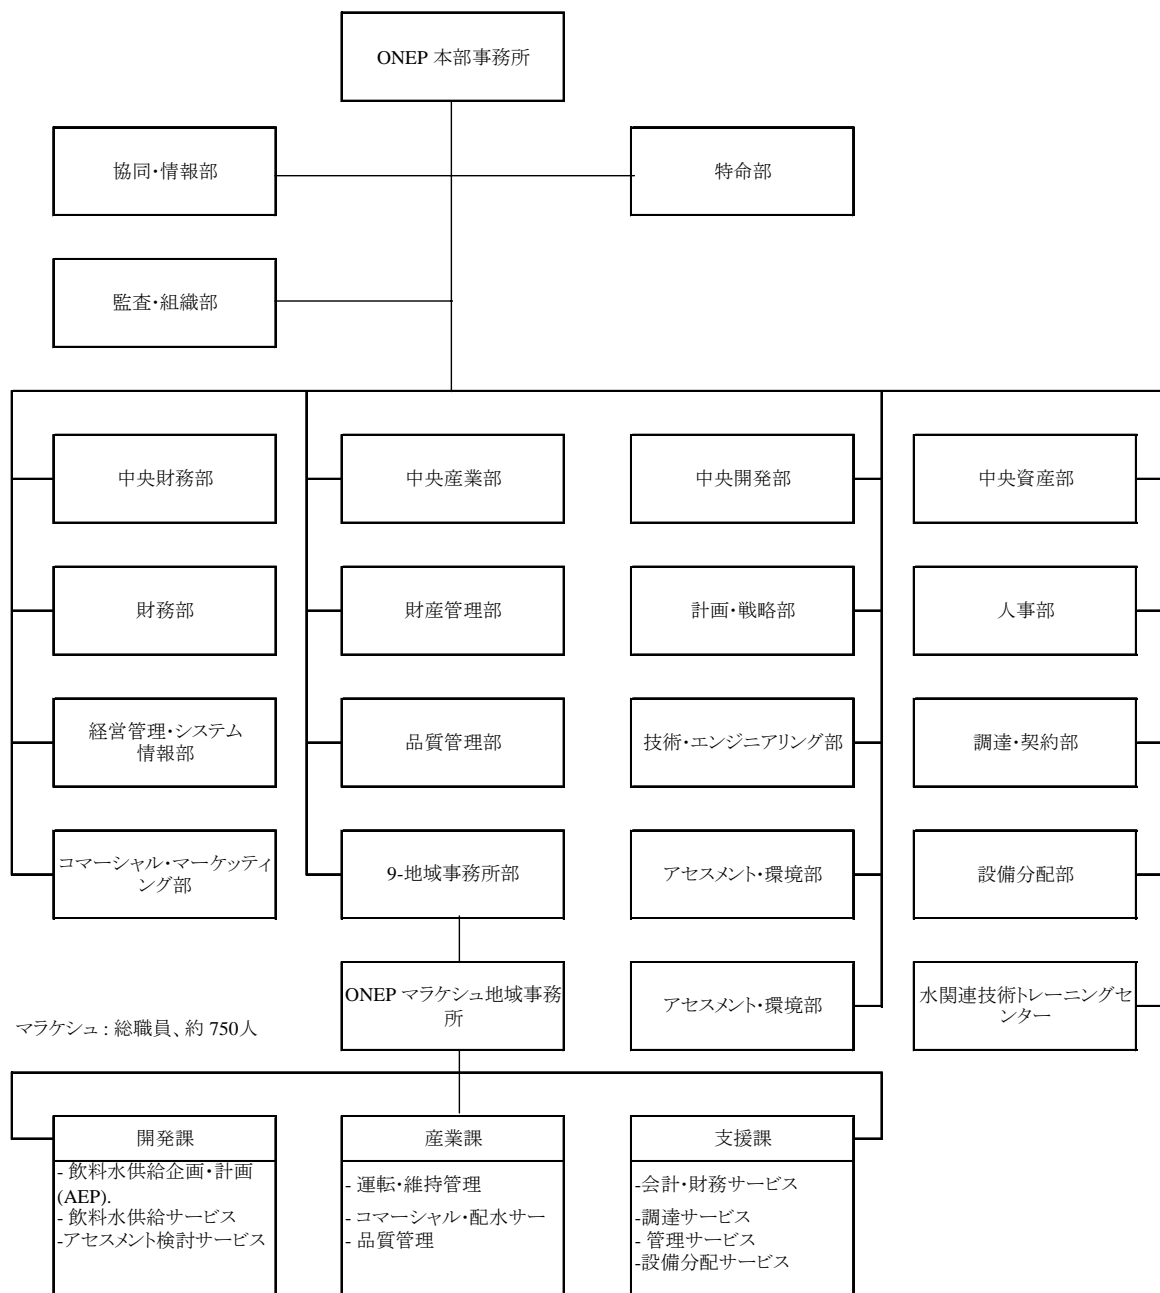 ONEP 本部事務所
協同・情報部
特命部
監査・組織部
中央財務部
中央産業部
中央開発部
中央資産部
財務部
財産管理部
計画・戦略部
人事部
経営管理・システム
情報部
品質管理部
技術・エンジニアリング部
調達・契約部
コマーシャル・マーケッティ
ング部
9-地域事務所部
アセスメント・環境部
設備分配部
ONEP マラケシュ地域事務
所
アセスメント・環境部
水関連技術トレーニングセ
ンター
マラケシュ : 総職員、約 750人
開発課
- 飲料水供給企画・計画
(AEP).
- 飲料水供給サービス
-アセスメント検討サービス
産業課
- 運転・維持管理
- コマーシャル・配水サー
- 品質管理
支援課
-会計・財務サービス
-調達サービス
- 管理サービス
-設備分配サービス